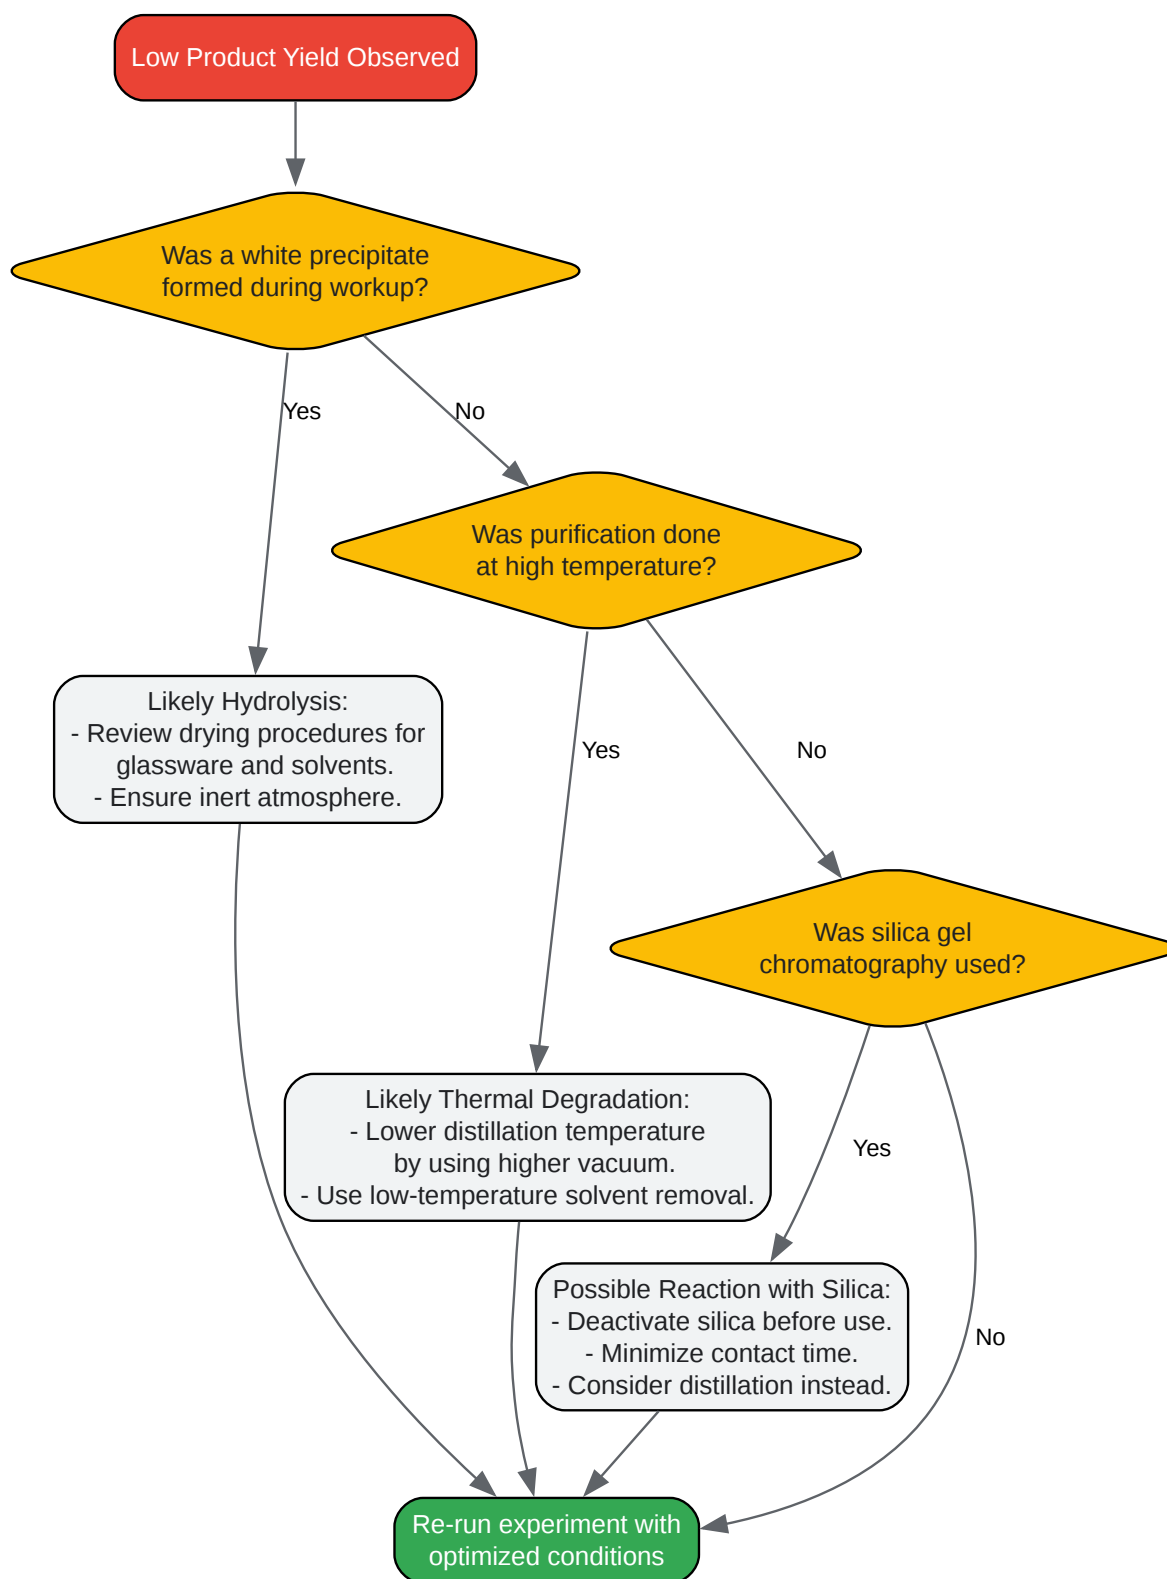 Low Product Yield Observed
Was a white precipitate
formed during workup?
Yes
No
Was purification done
at high temperature?
Likely Hydrolysis:
- Review drying procedures for
glassware and solvents.
- Ensure inert atmosphere.
Yes
No
Was silica gel
chromatography used?
Likely Thermal Degradation:
- Lower distillation temperature
by using higher vacuum.
- Use low-temperature solvent removal.
Yes
Possible Reaction with Silica:
- Deactivate silica before use.
- Minimize contact time.
- Consider distillation instead.
No
Re-run experiment with
optimized conditions